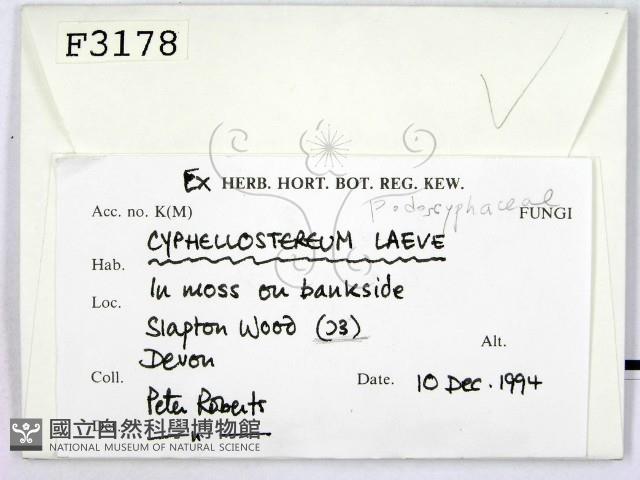 F3178
Ex HERB. HORT. BOT. REG. KEW.
Acc. no. K(M)
Podoscyphaceae
FUNGI
CYPHELLOSTEREUM LAEVE
Hab.
In moss on bankside
Loc.
Slapton Wood (J3)
Alt.
Devon
Coll.
Date. 10 Dec. 1994
Peter Roberts
國立自然科學博物館
NATIONAL MUSEUM OF NATURAL SCIENCE